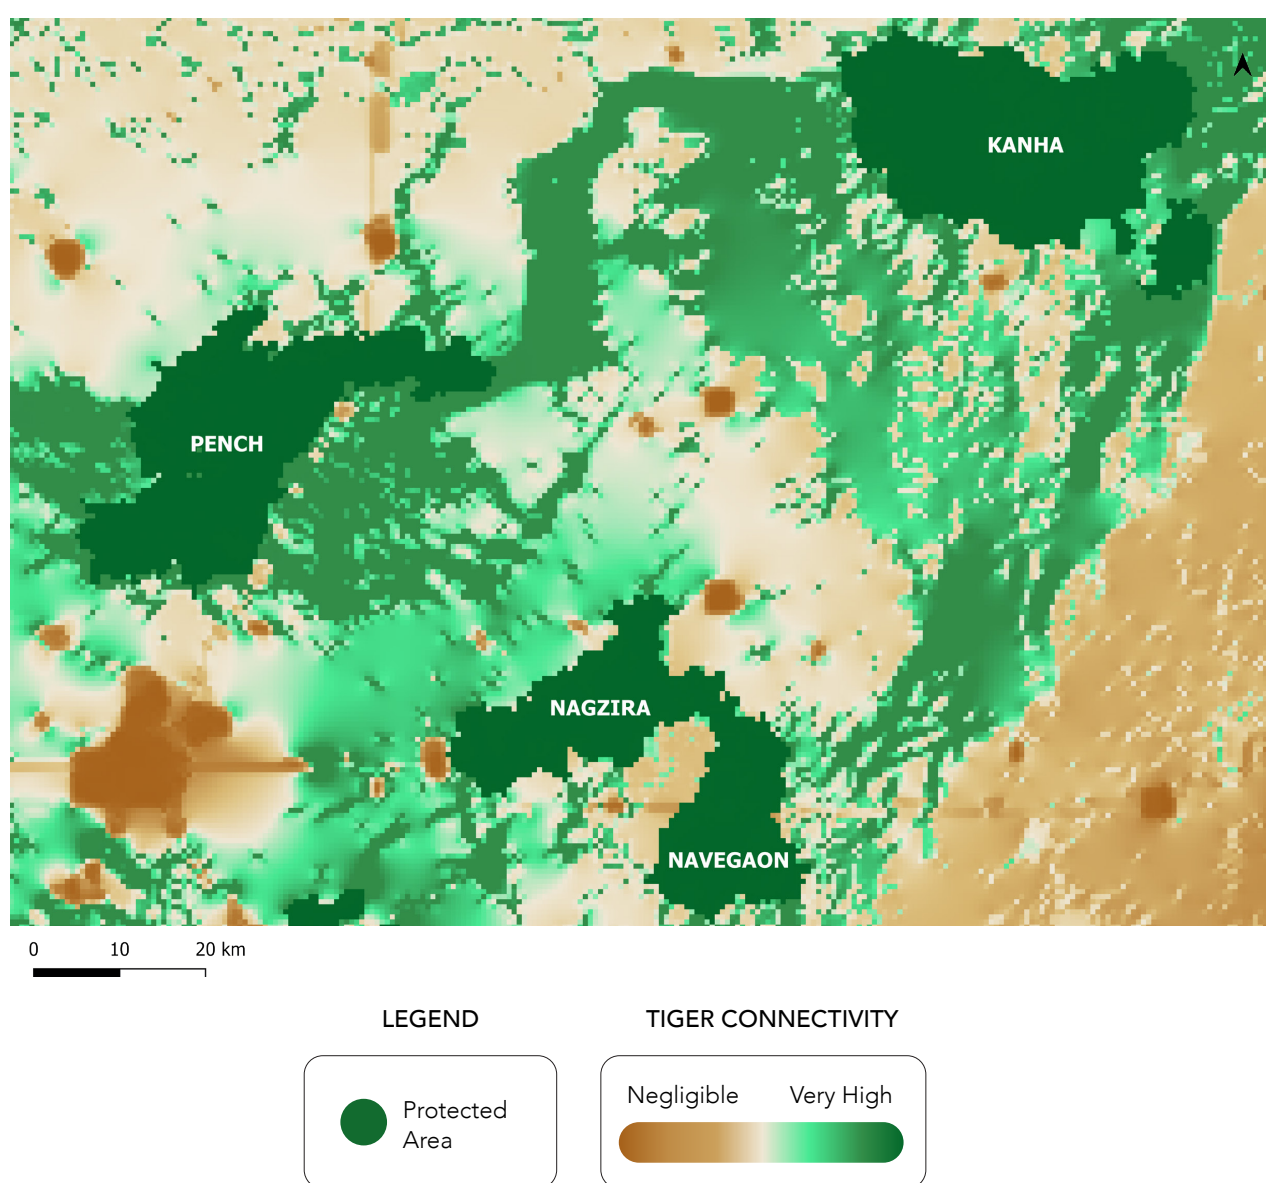 KANHA
PENCH
NAGZIRA
NAVEGAON
0 10 20 km
LEGEND
Protected
Area
TIGER CONNECTIVITY
Negligible Very High